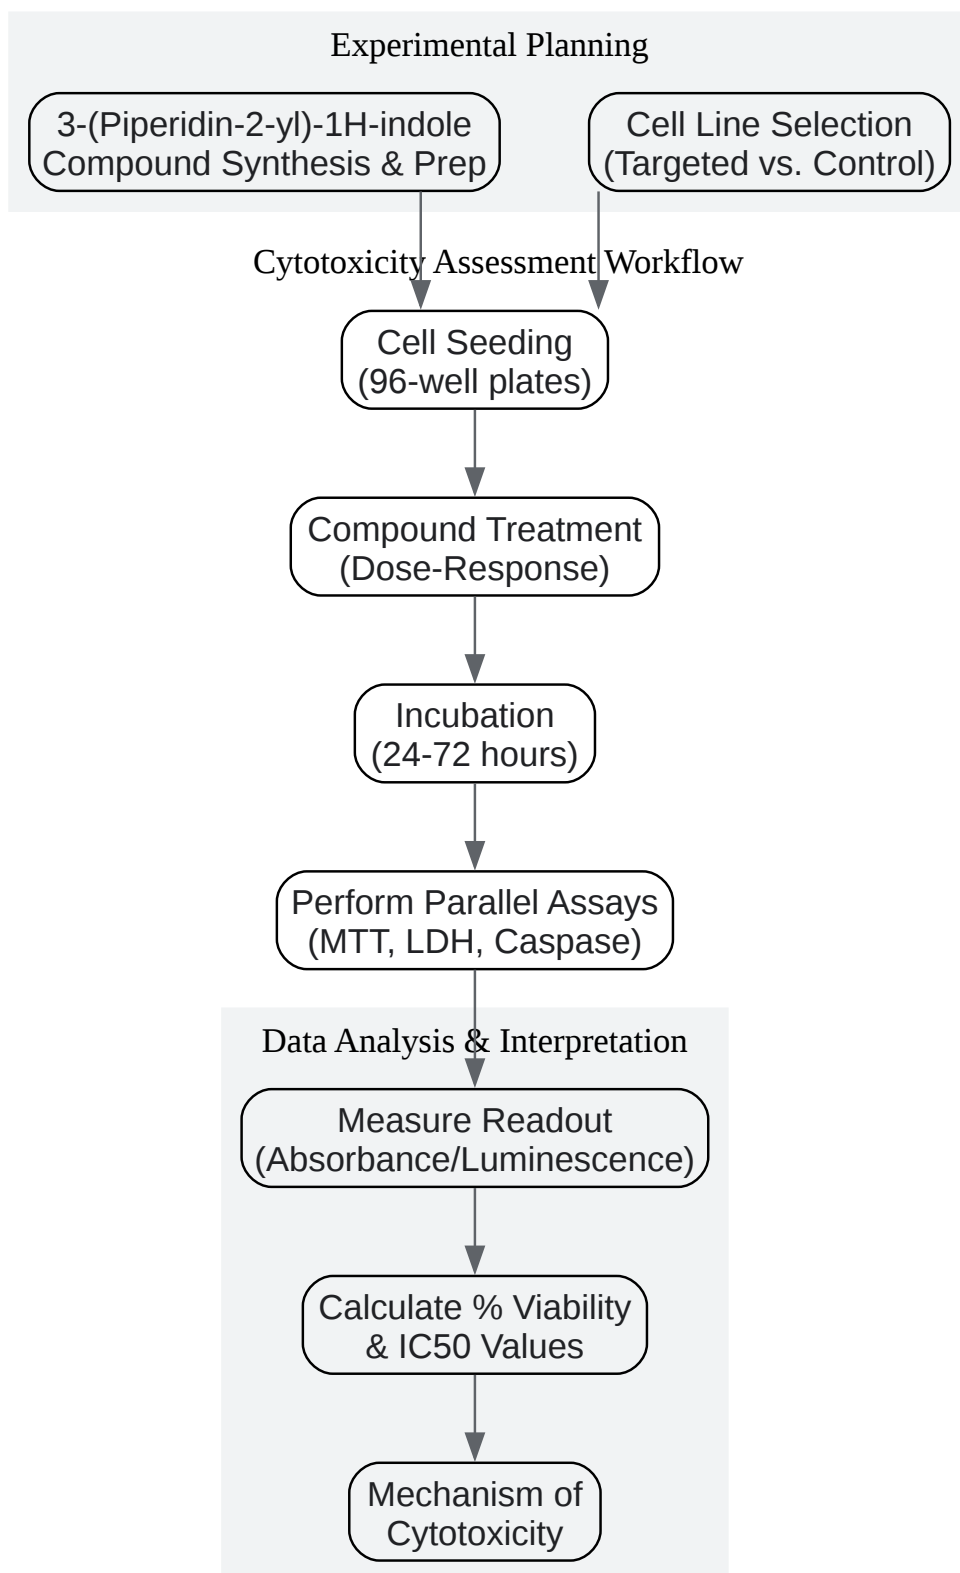 Experimental Planning
3-(Piperidin-2-yl)-1H-indole
Compound Synthesis & Prep
Cell Line Selection
(Targeted vs. Control)
Cytotoxicity Assessment Workflow
Cell Seeding
(96-well plates)
Compound Treatment
(Dose-Response)
Incubation
(24-72 hours)
Perform Parallel Assays
(MTT, LDH, Caspase)
Data Analysis & Interpretation
Measure Readout
(Absorbance/Luminescence)
Calculate % Viability
& IC50 Values
Mechanism of
Cytotoxicity